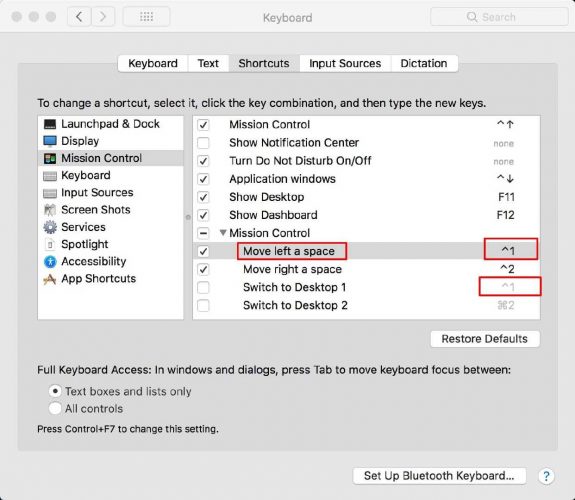 Keyboard
Search
Keyboard Text Shortcuts Input Sources Dictation
To change a shortcut, select it, click the key combination, and then type the new keys.
Launchpad & Dock
Display
Mission Control
Keyboard
Input Sources
Screen Shots
Services
Spotlight
Accessibility
App Shortcuts
Mission Control ^↑
Show Notification Center none
Turn Do Not Disturb On/Off none
Application windows ^↓
Show Desktop F11
Show Dashboard F12
Mission Control
Move left a space ^1
Move right a space ^2
Switch to Desktop 1 ^1
Switch to Desktop 2 ⌘2
Restore Defaults
Full Keyboard Access: In windows and dialogs, press Tab to move keyboard focus between:
Text boxes and lists only
All controls
Press Control+F7 to change this setting.
Set Up Bluetooth Keyboard...
?